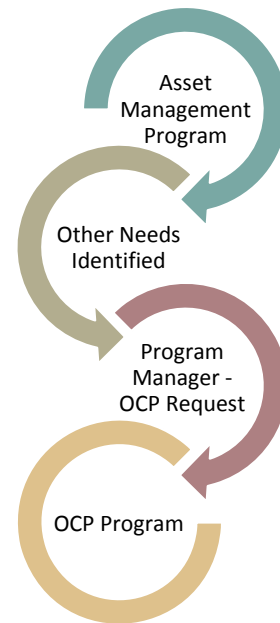 Asset
Management
Program
Other Needs
Identified
Program
Manager -
OCP Request
OCP Program